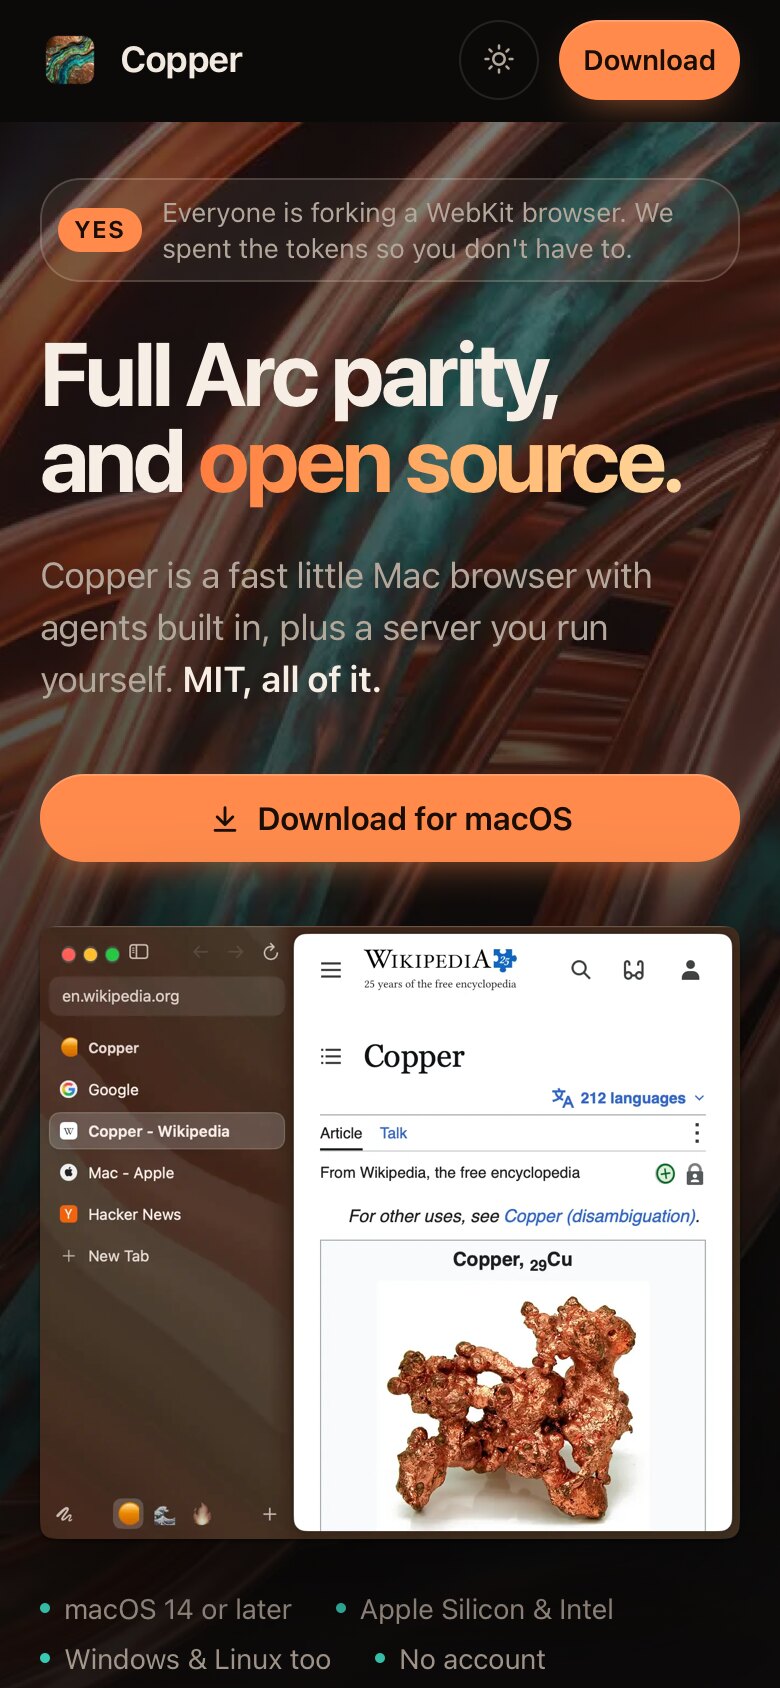 Copper
Download
YES
Everyone is forking a WebKit browser. We
spent the tokens so you don't have to.
Full Arc parity,
and open source.
Copper is a fast little Mac browser with
agents built in, plus a server you run
yourself. MIT, all of it.
Download for macOS
en.wikipedia.org
Copper
Google
Copper - Wikipedia
Mac - Apple
Hacker News
New Tab
WIKIPEDIA 25
25 years of the free encyclopedia
Copper
212 languages
Article Talk
From Wikipedia, the free encyclopedia
For other uses, see Copper (disambiguation).
Copper, 29Cu
macOS 14 or later
Apple Silicon & Intel
Windows & Linux too
No account